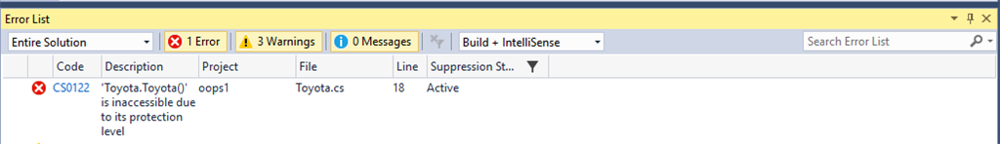 Error List
Entire Solution 1 Error 3 Warnings 0 Messages Build + IntelliSense Search Error List
Code Description Project File Line Suppression St...
CS0122 'Toyota.Toyota()' oops1 Toyota.cs 18 Active
is inaccessible due
to its protection
level